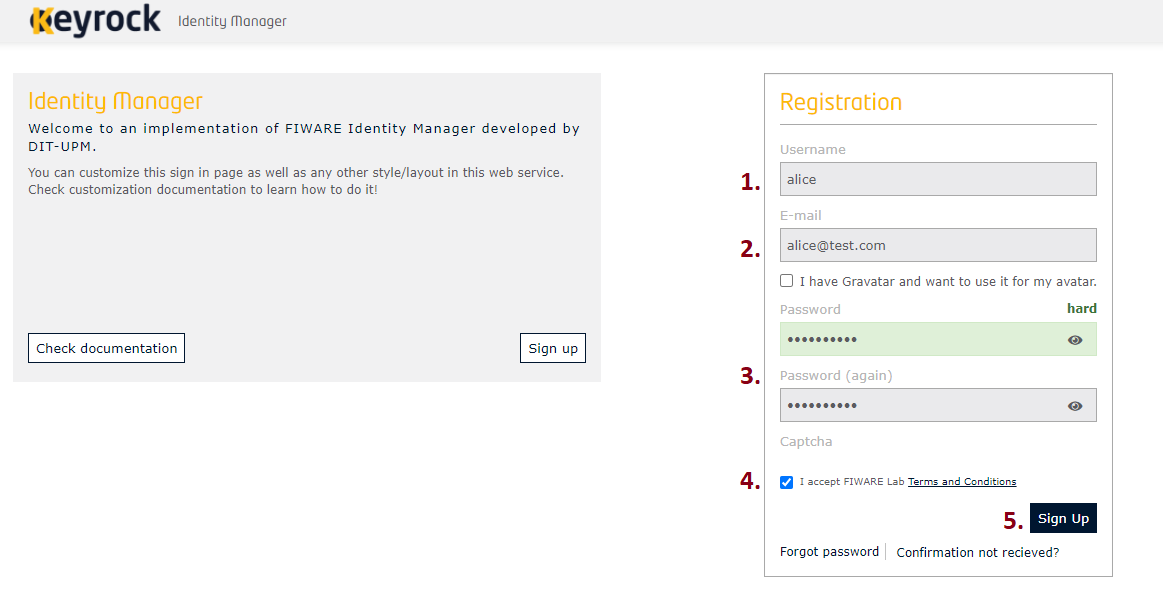 Keyrock Identity Manager
Identity Manager
Welcome to an implementation of FIWARE Identity Manager developed by
DIT-UPM.
You can customize this sign in page as well as any other style/layout in this web service.
Check customization documentation to learn how to do it!
Check documentation
Sign up
Registration
Username
1.
alice
E-mail
2.
alice@test.com
I have Gravatar and want to use it for my avatar.
Password hard
••••••••••
3.
Password (again)
••••••••••
Captcha
4.
I accept FIWARE Lab Terms and Conditions
5.
Sign Up
Forgot password
Confirmation not recieved?